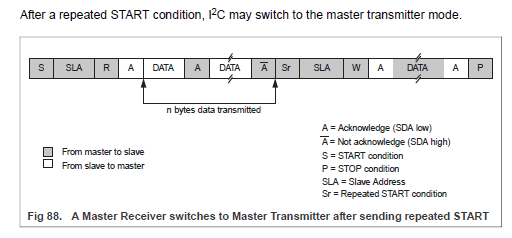 After a repeated START condition, I²C may switch to the master transmitter mode.
S SLA R A DATA A DATA A̅ Sr SLA W A DATA A P
n bytes data transmitted
A = Acknowledge (SDA low)
A̅ = Not acknowledge (SDA high)
From master to slave
S = START condition
From slave to master
P = STOP condition
SLA = Slave Address
Sr = Repeated START condition
Fig 88. A Master Receiver switches to Master Transmitter after sending repeated START